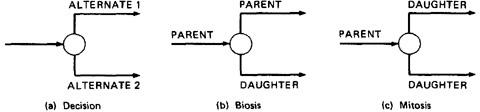 ALTERNATE 1
ALTERNATE 2
(a) Decision
PARENT
PARENT
DAUGHTER
(b) Biosis
PARENT
DAUGHTER
DAUGHTER
(c) Mitosis